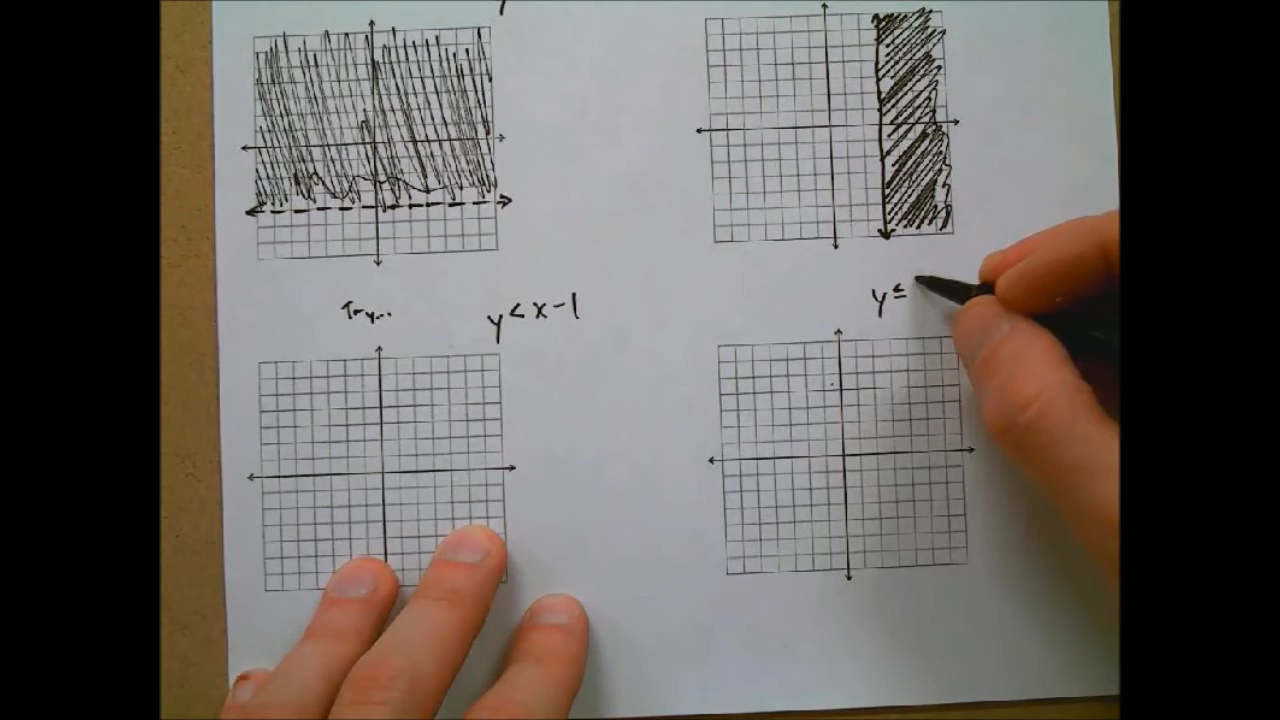 Try...
y < x - 1
y ≤